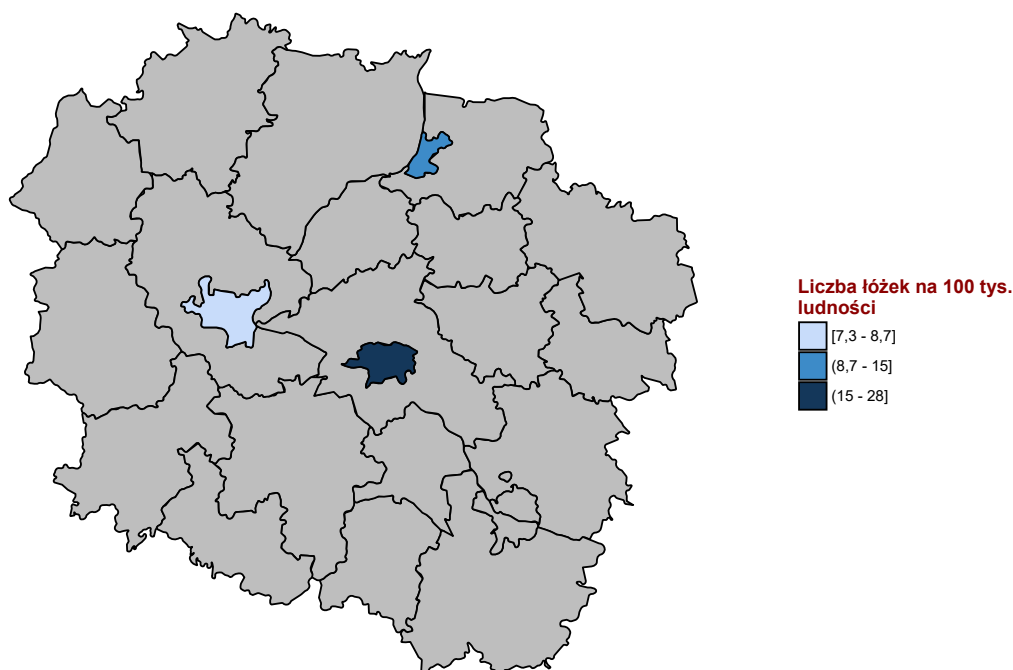 Liczba łóżek na 100 tys.
ludności
[7,3 - 8,7]
(8,7 - 15]
(15 - 28]